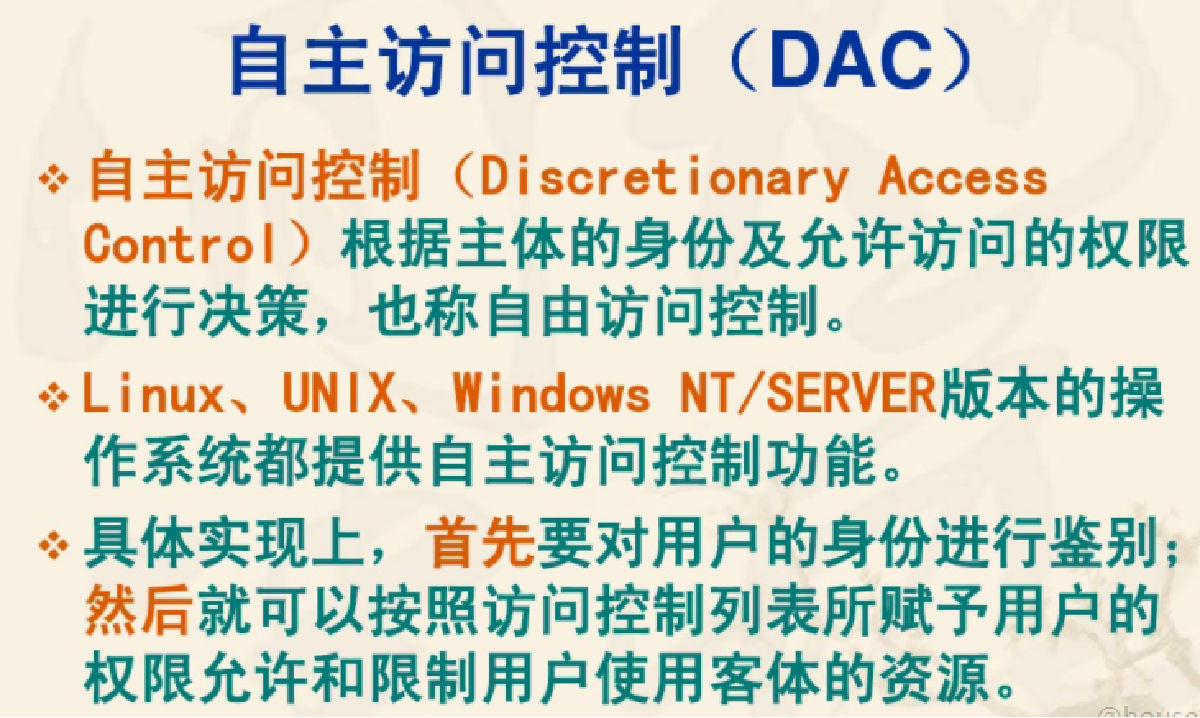 自主访问控制（DAC）
❖ 自主访问控制（Discretionary Access
Control）根据主体的身份及允许访问的权限
进行决策，也称自由访问控制。
❖ Linux、UNIX、Windows NT/SERVER版本的操
作系统都提供自主访问控制功能。
❖ 具体实现上，首先要对用户的身份进行鉴别；
然后就可以按照访问控制列表所赋予用户的
权限允许和限制用户使用客体的资源。